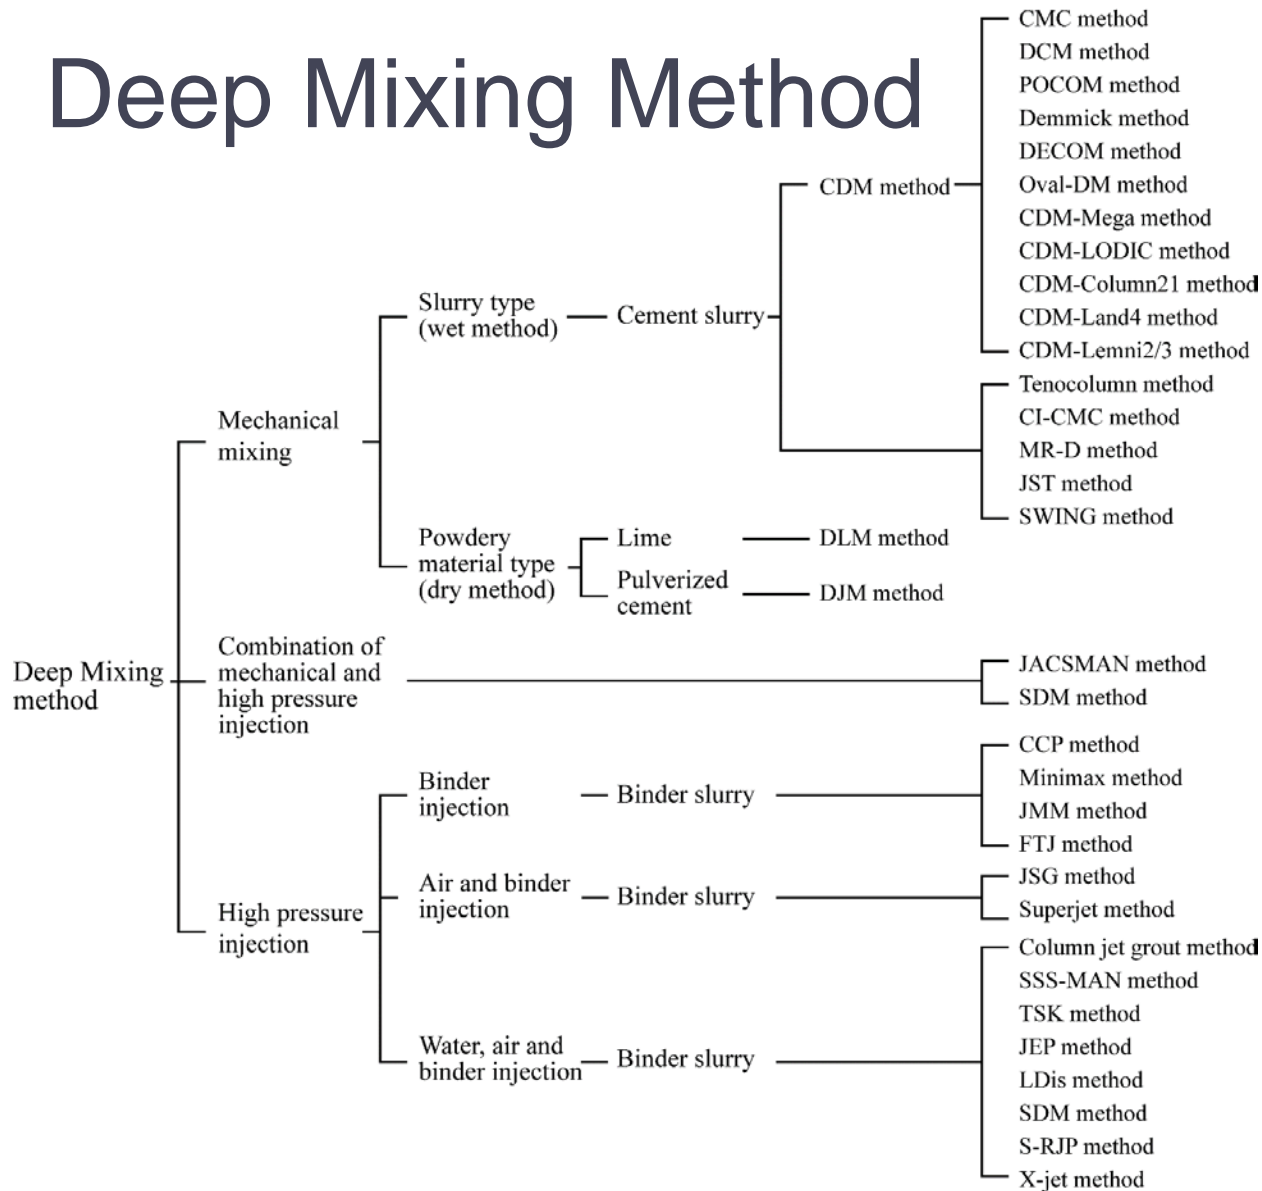 Deep Mixing Method
Deep Mixing
method
Mechanical
mixing
Combination of
mechanical and
high pressure
injection
High pressure
injection
Slurry type
(wet method)
Powdery
material type
(dry method)
Binder
injection
Air and binder
injection
Water, air and
binder injection
Cement slurry
Lime
Pulverized
cement
Binder slurry
Binder slurry
Binder slurry
CDM method
DLM method
DJM method
CMC method
DCM method
POCOM method
Demmick method
DECOM method
Oval-DM method
CDM-Mega method
CDM-LODIC method
CDM-Column21 method
CDM-Land4 method
CDM-Lemni2/3 method
Tenocolumn method
CI-CMC method
MR-D method
JST method
SWING method
JACSMAN method
SDM method
CCP method
Minimax method
JMM method
FTJ method
JSG method
Superjet method
Column jet grout method
SSS-MAN method
TSK method
JEP method
LDis method
SDM method
S-RJP method
X-jet method